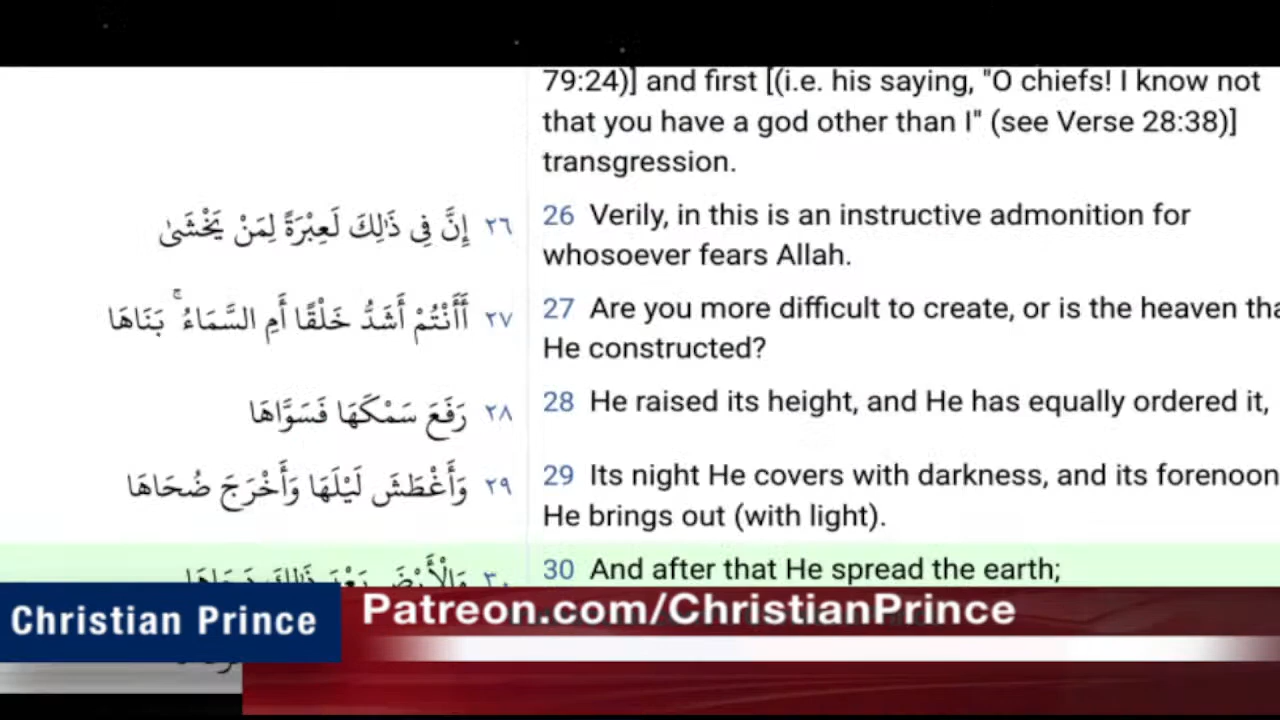 79:24)] and first [(i.e. his saying, "O chiefs! I know not
that you have a god other than I" (see Verse 28:38)]
transgression.
٢٦ إِنَّ فِي ذَٰلِكَ لَعِبْرَةً لِمَنْ يَخْشَىٰ
26 Verily, in this is an instructive admonition for
whosoever fears Allah.
٢٧ أَأَنْتُمْ أَشَدُّ خَلْقًا أَمِ السَّمَاءُ ۚ بَنَاهَا
27 Are you more difficult to create, or is the heaven tha
He constructed?
٢٨ رَفَعَ سَمْكَهَا فَسَوَّاهَا
28 He raised its height, and He has equally ordered it,
٢٩ وَأَغْطَشَ لَيْلَهَا وَأَخْرَجَ ضُحَاهَا
29 Its night He covers with darkness, and its forenoon
He brings out (with light).
٣٠ وَالْأَرْضَ بَعْدَ ذَٰلِكَ دَحَاهَا
30 And after that He spread the earth;
Christian Prince
Patreon.com/ChristianPrince